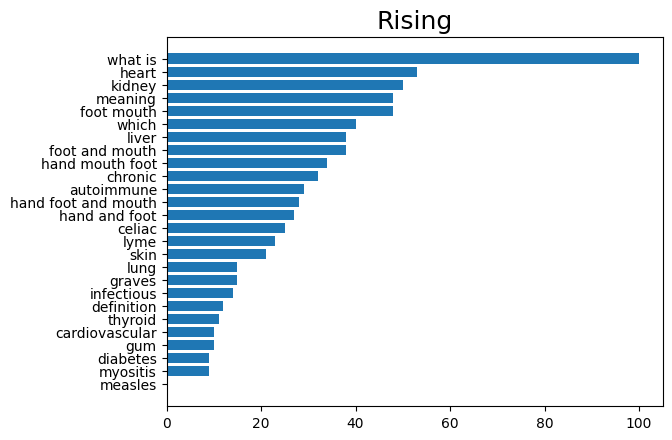 Rising
what is
heart
kidney
meaning
foot mouth
which
liver
foot and mouth
hand mouth foot
chronic
autoimmune
hand foot and mouth
hand and foot
celiac
lyme
skin
lung
graves
infectious
definition
thyroid
cardiovascular
gum
diabetes
myositis
measles
0 20 40 60 80 100